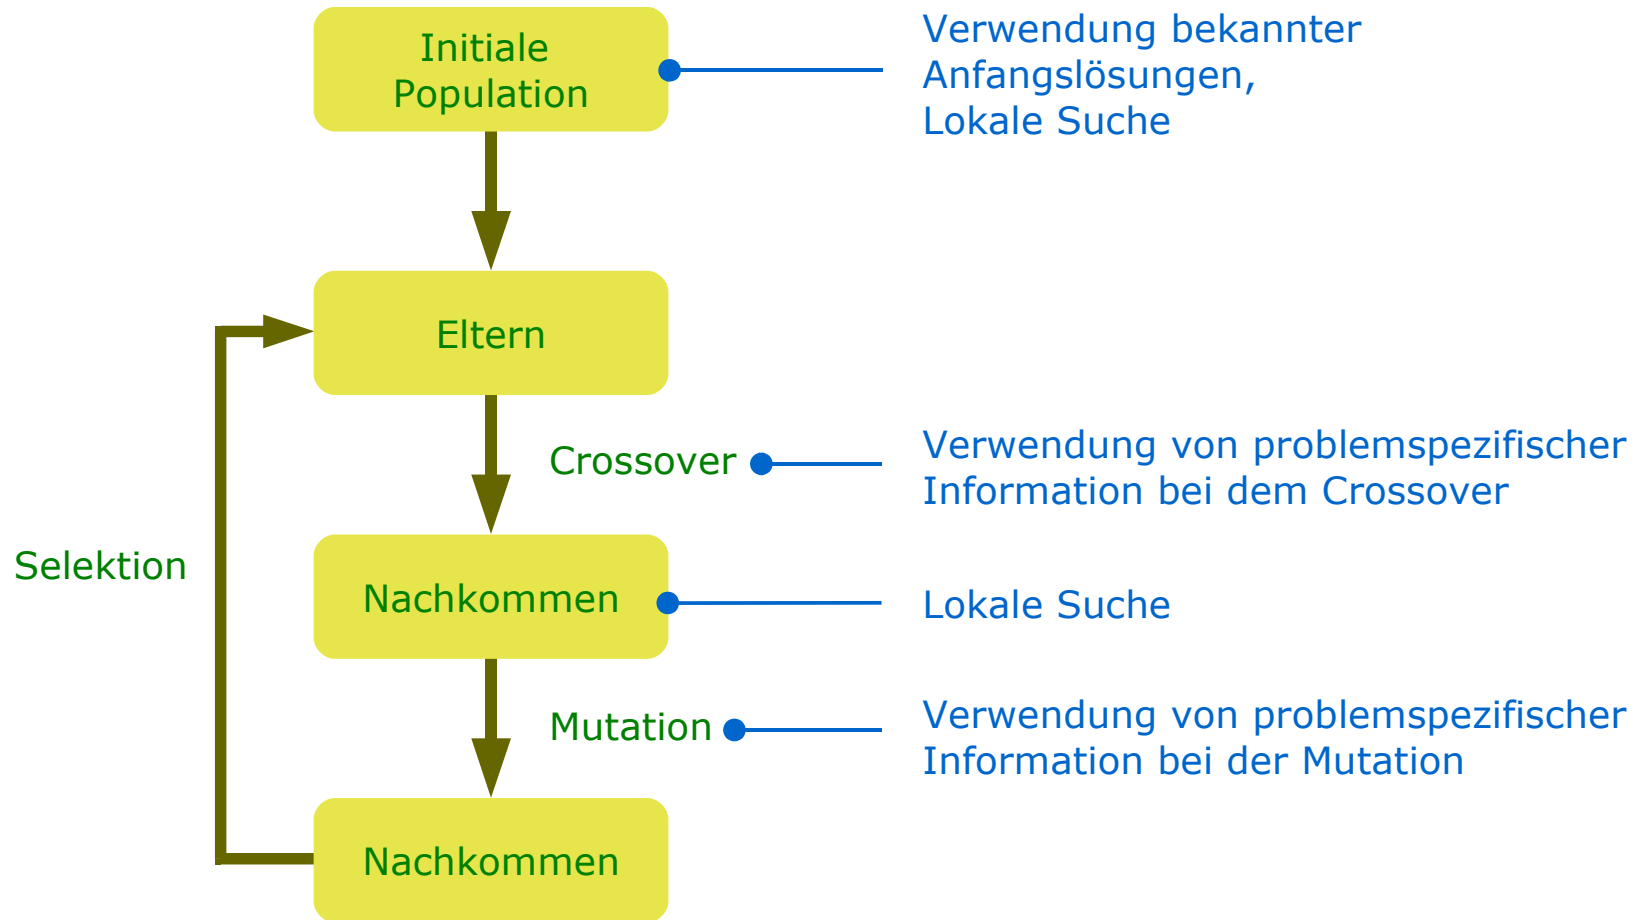 Initiale
Population
Verwendung bekannter
Anfangslösungen,
Lokale Suche
Eltern
Crossover
Verwendung von problemspezifischer
Information bei dem Crossover
Selektion
Nachkommen
Lokale Suche
Mutation
Verwendung von problemspezifischer
Information bei der Mutation
Nachkommen